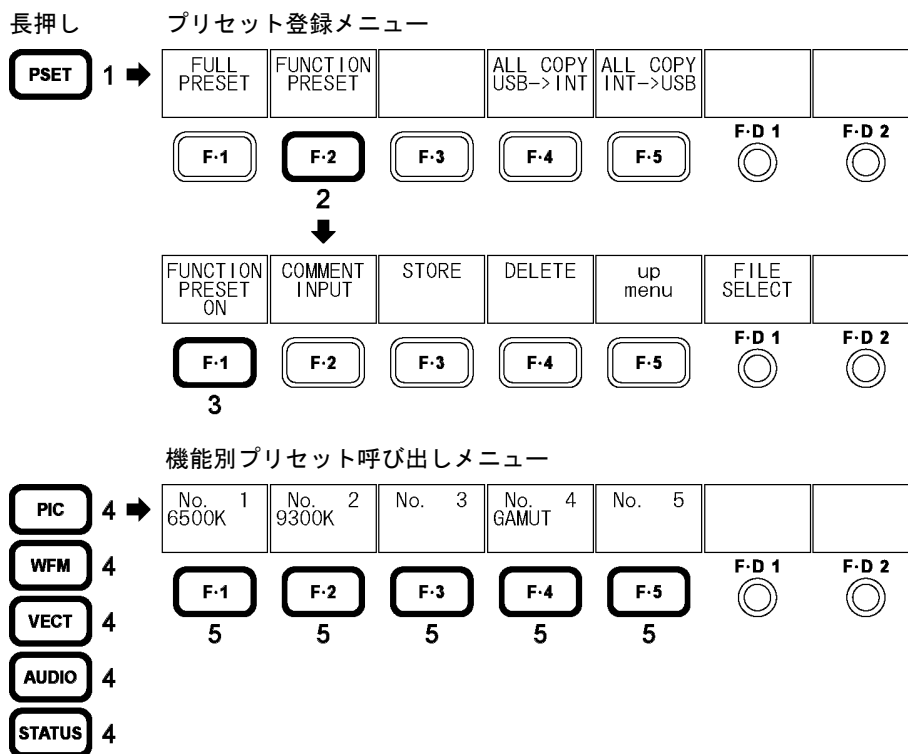 長押し プリセット登録メニュー
PSET 1 FULL PRESET FUNCTION PRESET ALL COPY USB->INT ALL COPY INT->USB
F・1 F・2 F・3 F・4 F・5 F・D 1 F・D 2
2
FUNCTION PRESET ON COMMENT INPUT STORE DELETE up menu FILE SELECT
F・1 F・2 F・3 F・4 F・5 F・D 1 F・D 2
3
機能別プリセット呼び出しメニュー
PIC 4 No. 1 6500K No. 2 9300K No. 3 No. 4 GAMUT No. 5
WFM 4 F・1 F・2 F・3 F・4 F・5 F・D 1 F・D 2
VECT 4 5 5 5 5 5
AUDIO 4
STATUS 4